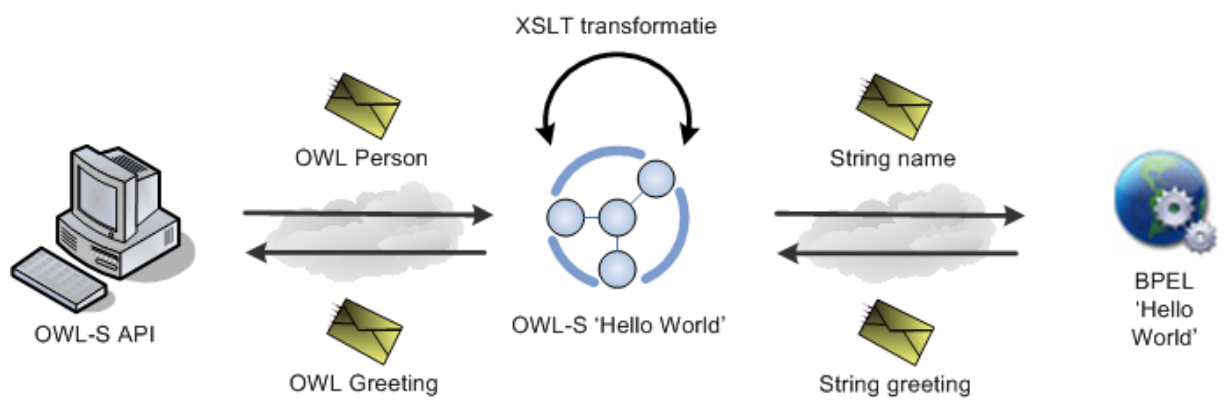 XSLT transformatie
OWL Person
String name
OWL-S API
OWL-S 'Hello World'
BPEL
'Hello
World'
OWL Greeting
String greeting